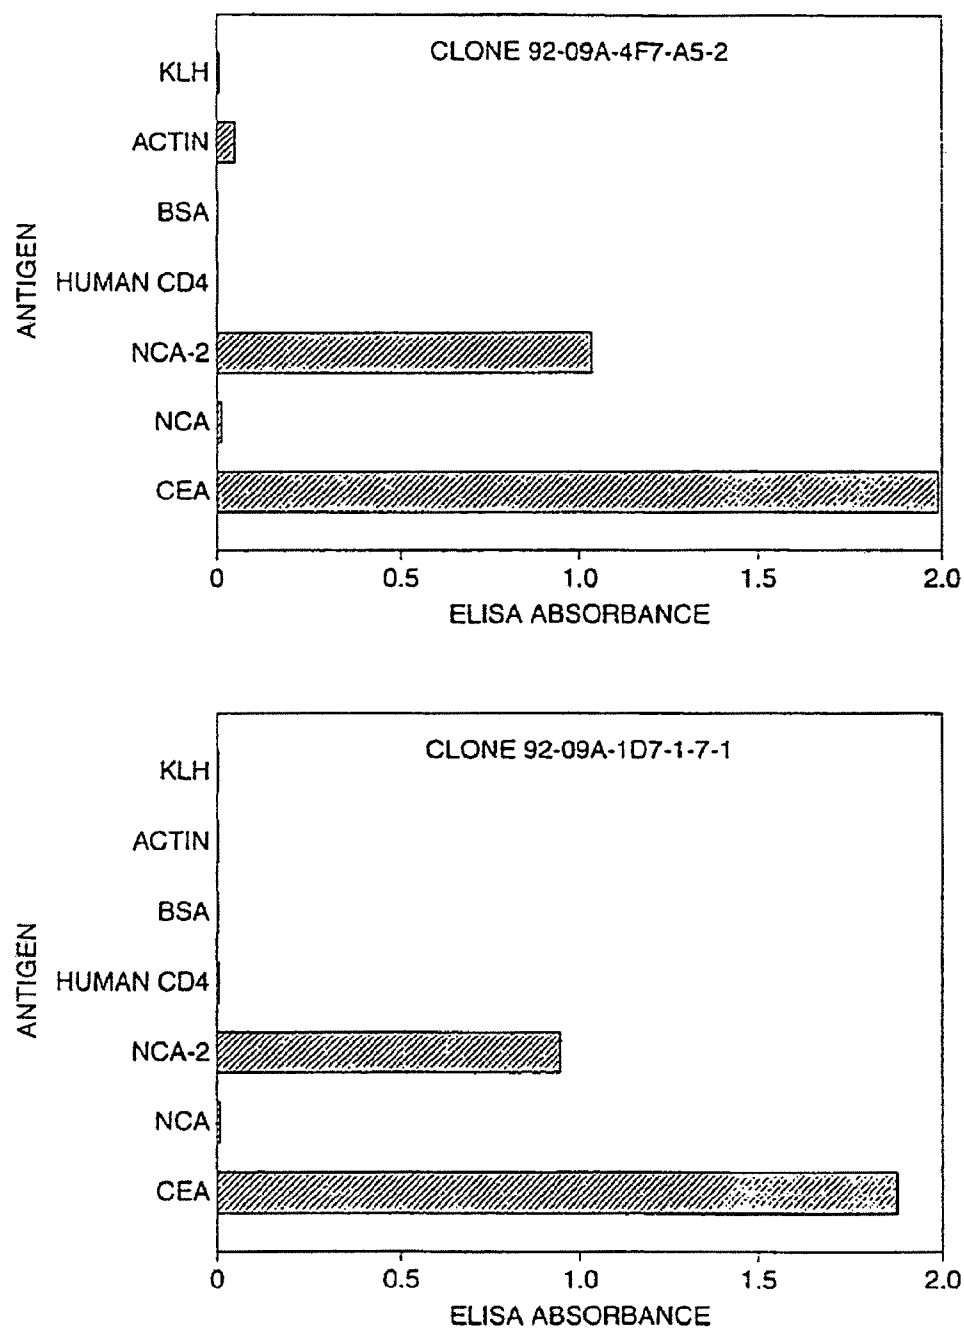 CLONE 92-09A-4F7-A5-2
KLH
ACTIN
BSA
HUMAN CD4
NCA-2
NCA
CEA
ANTIGEN
0 0.5 1.0 1.5 2.0
ELISA ABSORBANCE
CLONE 92-09A-1D7-1-7-1
KLH
ACTIN
BSA
HUMAN CD4
NCA-2
NCA
CEA
ANTIGEN
0 0.5 1.0 1.5 2.0
ELISA ABSORBANCE